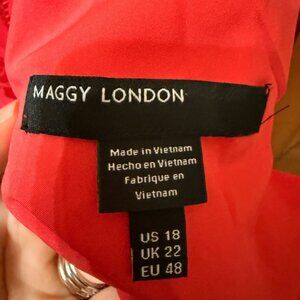 MAGGY LONDON
Made in Vietnam
Hecho en Vietnam
Fabrique en
Vietnam
US 18
UK 22
EU 48